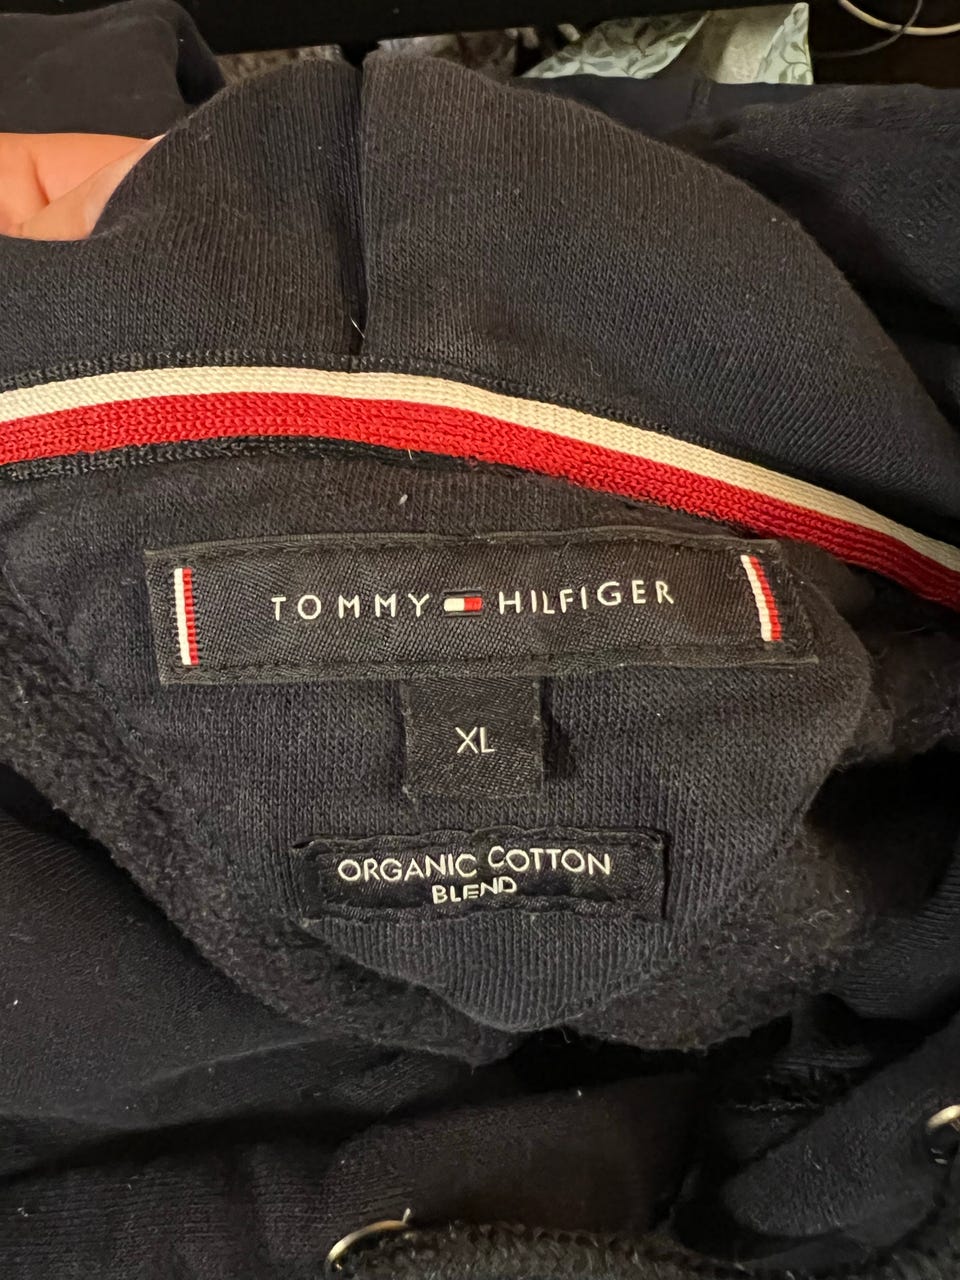 TOMMY HILFIGER
XL
ORGANIC COTTON
BLEND